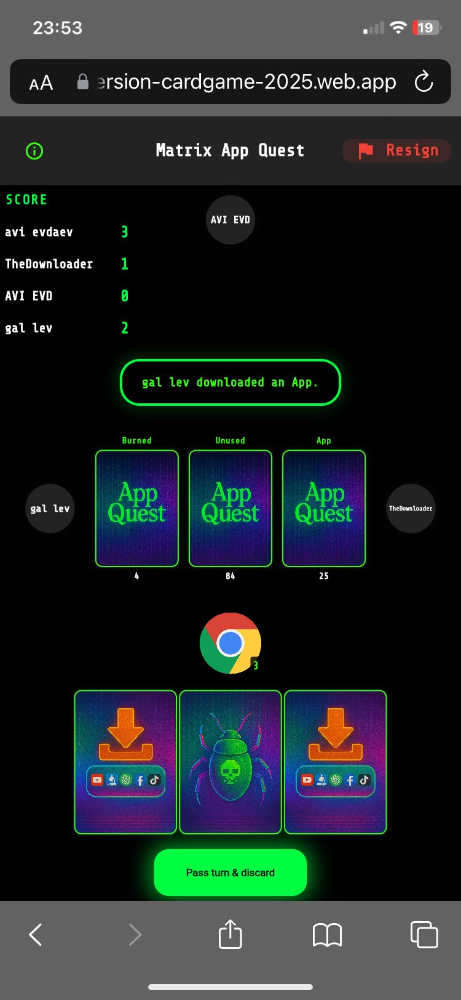 23:53
19
AA
ersion-cardgame-2025.web.app
Matrix App Quest
Resign
SCORE
AVI EVD
avi evdaev 3
TheDownloader 1
AVI EVD 0
gal lev 2
gal lev downloaded an App.
Burned
Unused
App
App
Quest
App
Quest
App
Quest
gal lev
TheDownloader
4
84
25
3
Pass turn & discard